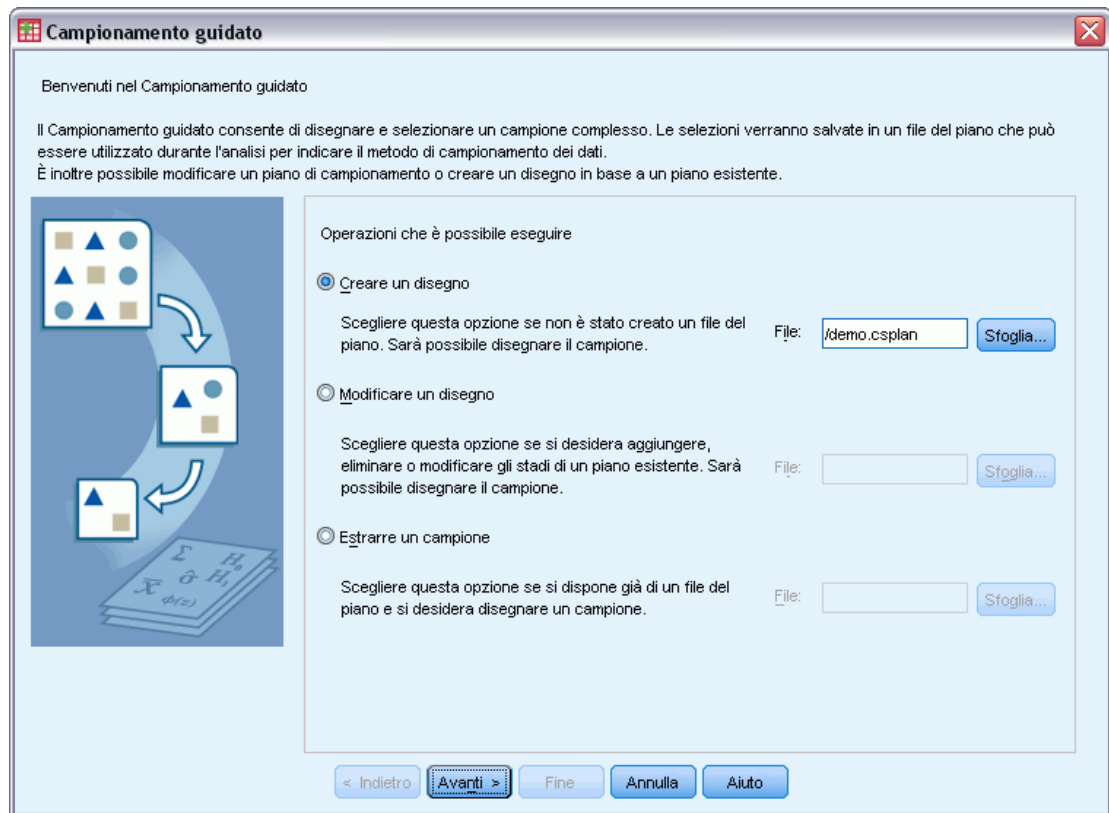 Campionamento guidato
Benvenuti nel Campionamento guidato
Il Campionamento guidato consente di disegnare e selezionare un campione complesso. Le selezioni verranno salvate in un file del piano che può
essere utilizzato durante l'analisi per indicare il metodo di campionamento dei dati.
È inoltre possibile modificare un piano di campionamento o creare un disegno in base a un piano esistente.
Operazioni che è possibile eseguire
Creare un disegno
Scegliere questa opzione se non è stato creato un file del
piano. Sarà possibile disegnare il campione.
File: /demo.csplan Sfoglia...
Modificare un disegno
Scegliere questa opzione se si desidera aggiungere,
eliminare o modificare gli stadi di un piano esistente. Sarà
possibile disegnare il campione.
File: Sfoglia...
Estrarre un campione
Scegliere questa opzione se si dispone già di un file del
piano e si desidera disegnare un campione.
File: Sfoglia...
Σ H₀
X̄ σ̂ H₁
Φ(z)
< Indietro Avanti > Fine Annulla Aiuto